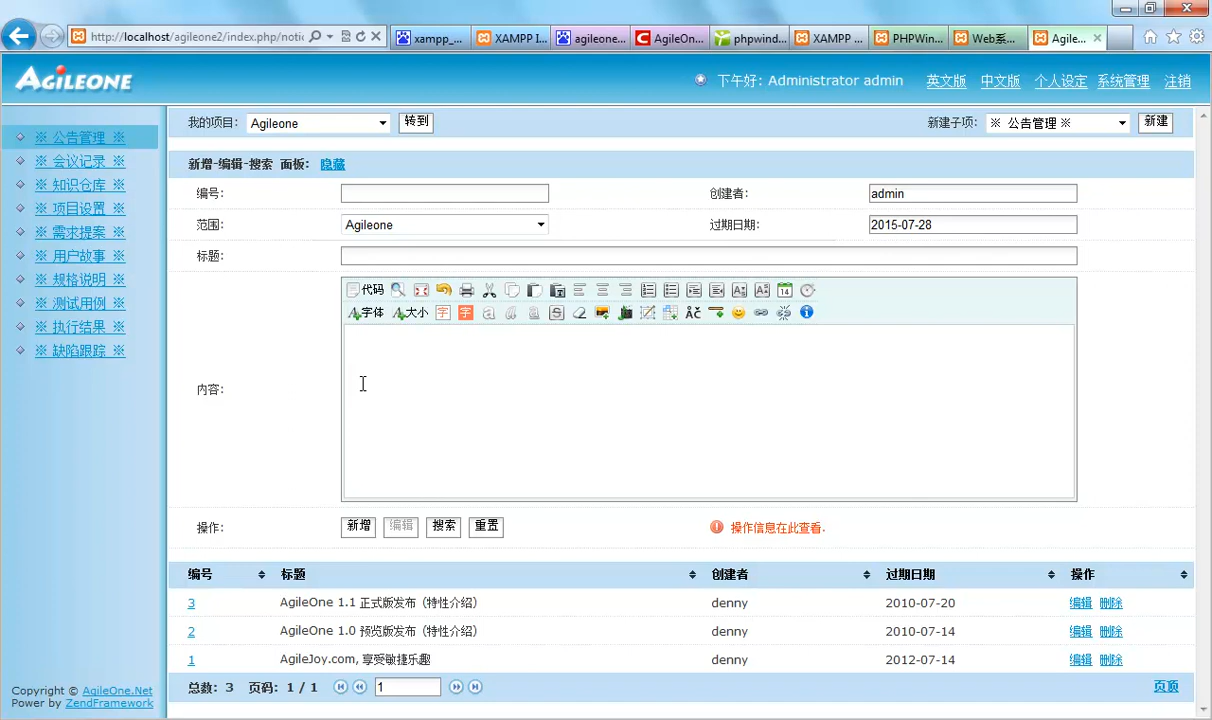 http://localhost/agileone2/index.php/notic
xampp_...
XAMPP I...
agileone...
AgileOn...
phpwind...
XAMPP ...
PHPWin...
Web系...
Agile...
AGILEONE
下午好: Administrator admin
英文版
中文版
个人设定
系统管理
注销
我的项目:
Agileone
转到
新建子项:
※ 公告管理 ※
新建
※ 公告管理 ※
※ 会议记录 ※
※ 知识仓库 ※
※ 项目设置 ※
※ 需求提案 ※
※ 用户故事 ※
※ 规格说明 ※
※ 测试用例 ※
※ 执行结果 ※
※ 缺陷跟踪 ※
新增-编辑-搜索 面板: 隐藏
编号:
创建者: admin
范围: Agileone
过期日期: 2015-07-28
标题:
代码
字体 大小
内容:
操作: 新增 编辑 搜索 重置
操作信息在此查看.
编号 标题 创建者 过期日期 操作
3 AgileOne 1.1 正式版发布（特性介绍） denny 2010-07-20 编辑 删除
2 AgileOne 1.0 预览版发布（特性介绍） denny 2010-07-14 编辑 删除
1 AgileJoy.com, 享受敏捷乐趣 denny 2012-07-14 编辑 删除
总数: 3 页码: 1 / 1 1 页顶
Copyright © AgileOne.Net
Power by ZendFramework